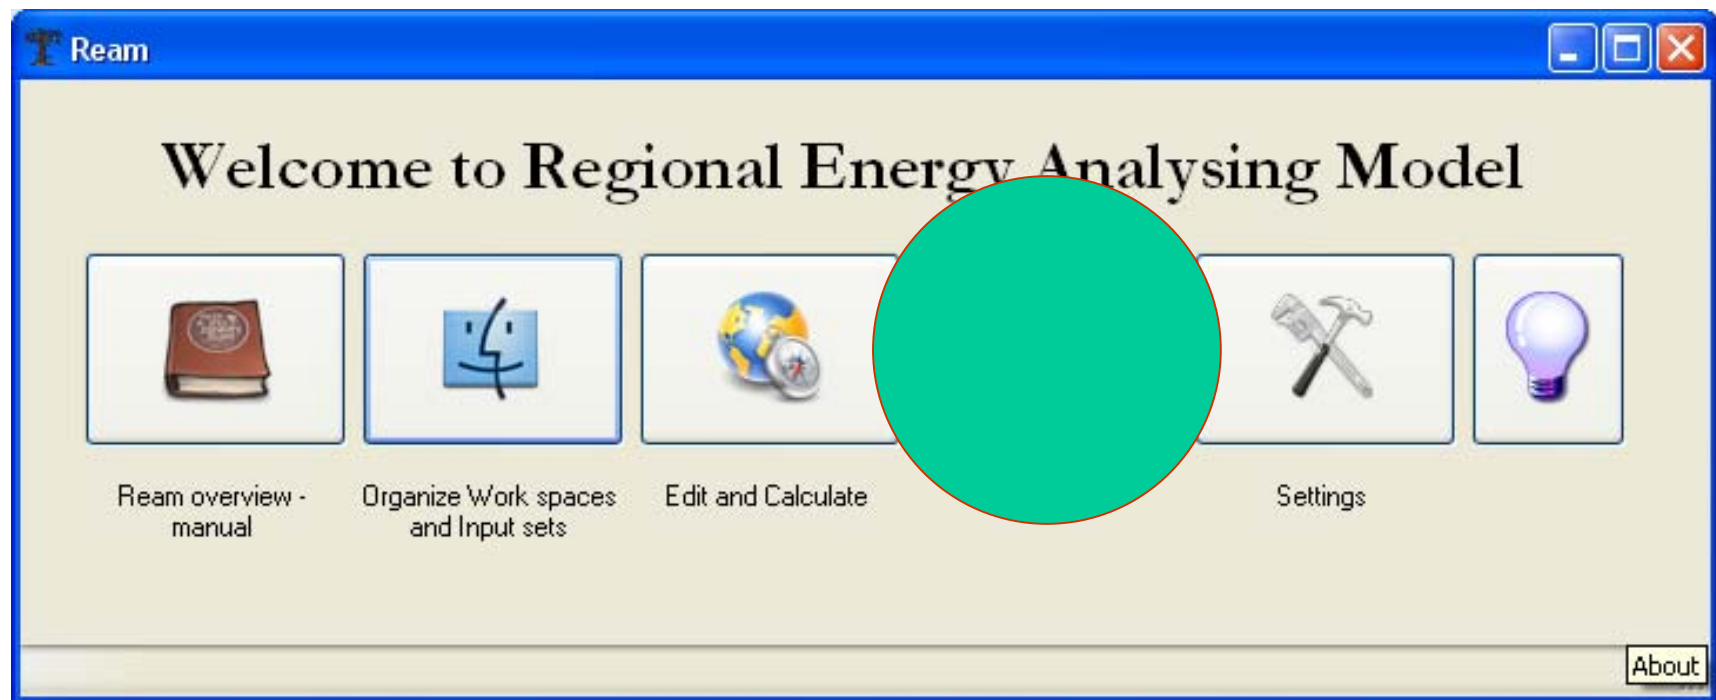 Ream
Welcome to Regional Energy Analysing Model
Ream overview -
manual
Organize Work spaces
and Input sets
Edit and Calculate
Settings
About